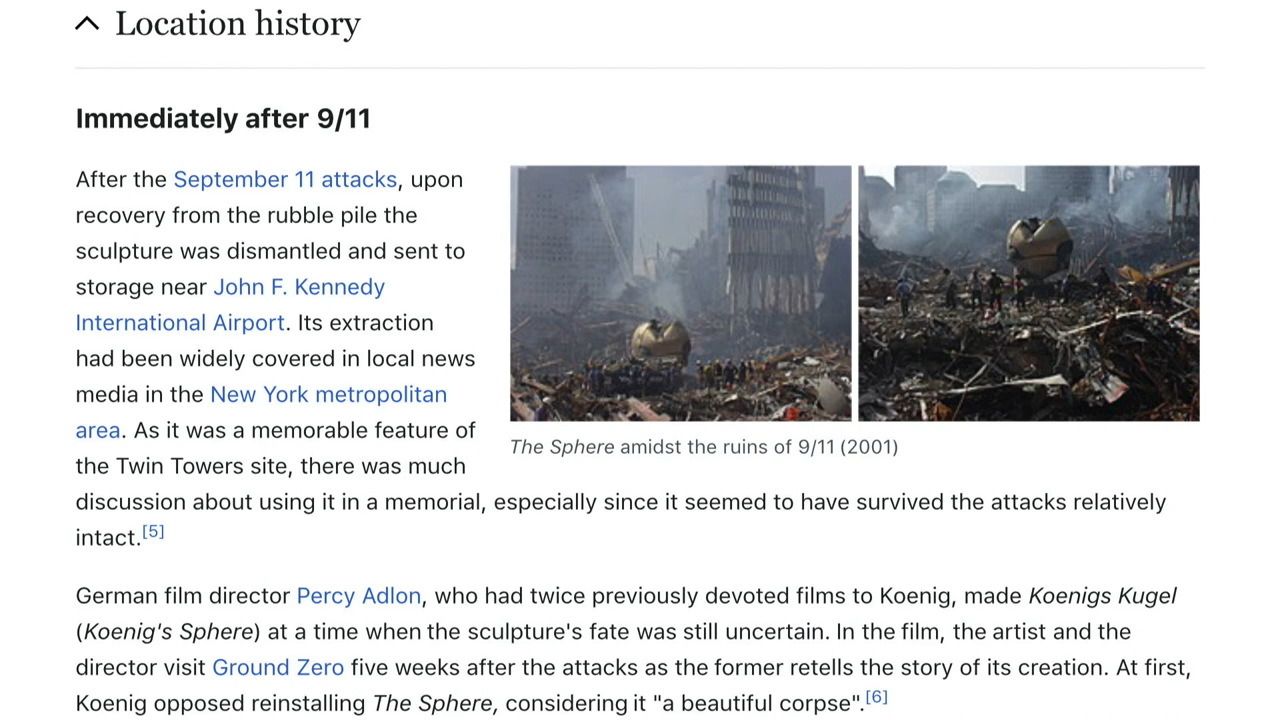 Location history
Immediately after 9/11
After the September 11 attacks, upon
recovery from the rubble pile the
sculpture was dismantled and sent to
storage near John F. Kennedy
International Airport. Its extraction
had been widely covered in local news
media in the New York metropolitan
area. As it was a memorable feature of
the Twin Towers site, there was much
discussion about using it in a memorial, especially since it seemed to have survived the attacks relatively
intact.[5]
The Sphere amidst the ruins of 9/11 (2001)
German film director Percy Adlon, who had twice previously devoted films to Koenig, made Koenigs Kugel
(Koenig's Sphere) at a time when the sculpture's fate was still uncertain. In the film, the artist and the
director visit Ground Zero five weeks after the attacks as the former retells the story of its creation. At first,
Koenig opposed reinstalling The Sphere, considering it "a beautiful corpse".[6]